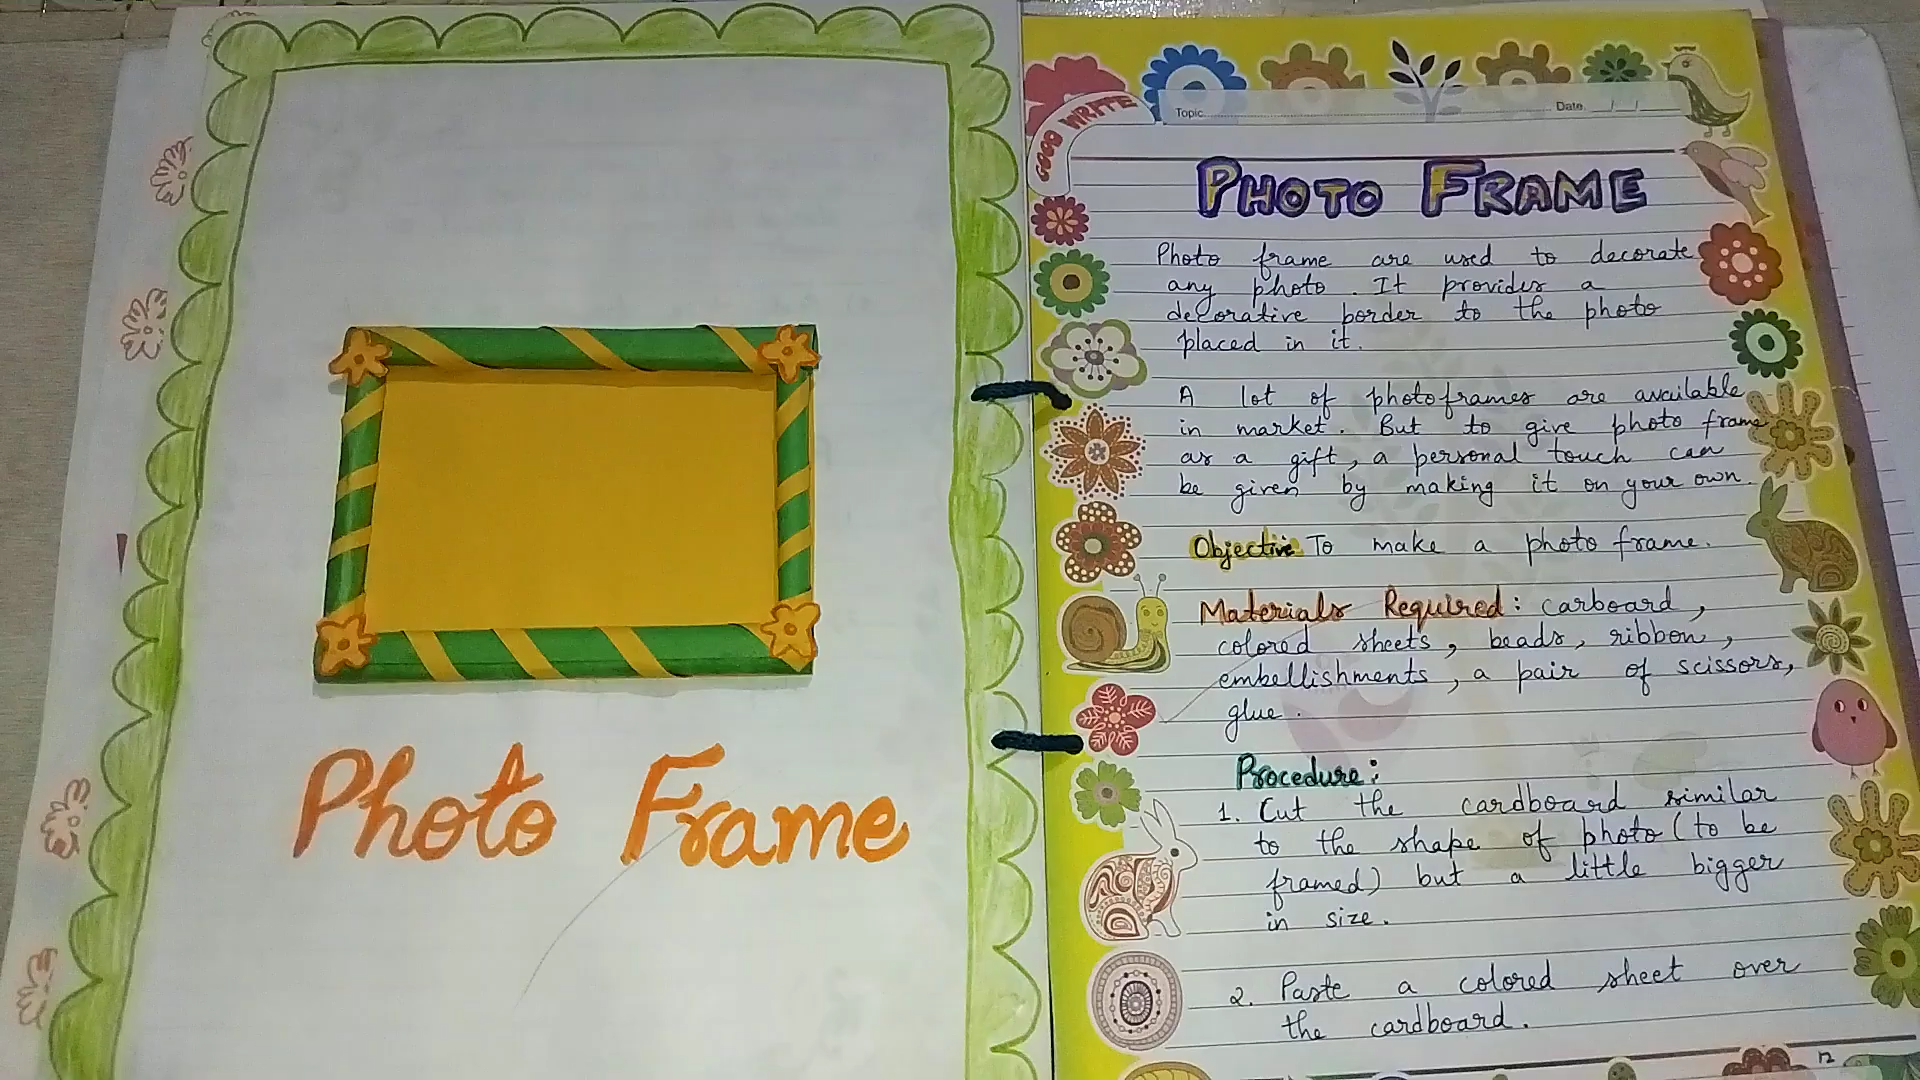 Photo Frame
GOOD WRITE
Topic
Date. __/__/__
PHOTO FRAME
Photo frame are used to decorate
any photo. It provides a
decorative border to the photo
placed in it.
A lot of photoframes are available
in market. But to give photo frame
as a gift, a personal touch can
be given by making it on your own.
Objective To make a photo frame.
Materials Required: carboard,
colored sheets, beads, ribbon,
embellishments, a pair of scissors,
glue.
Procedure:
1. Cut the cardboard similar
to the shape of photo (to be
framed) but a little bigger
in size.
2. Paste a colored sheet over
the cardboard.
12